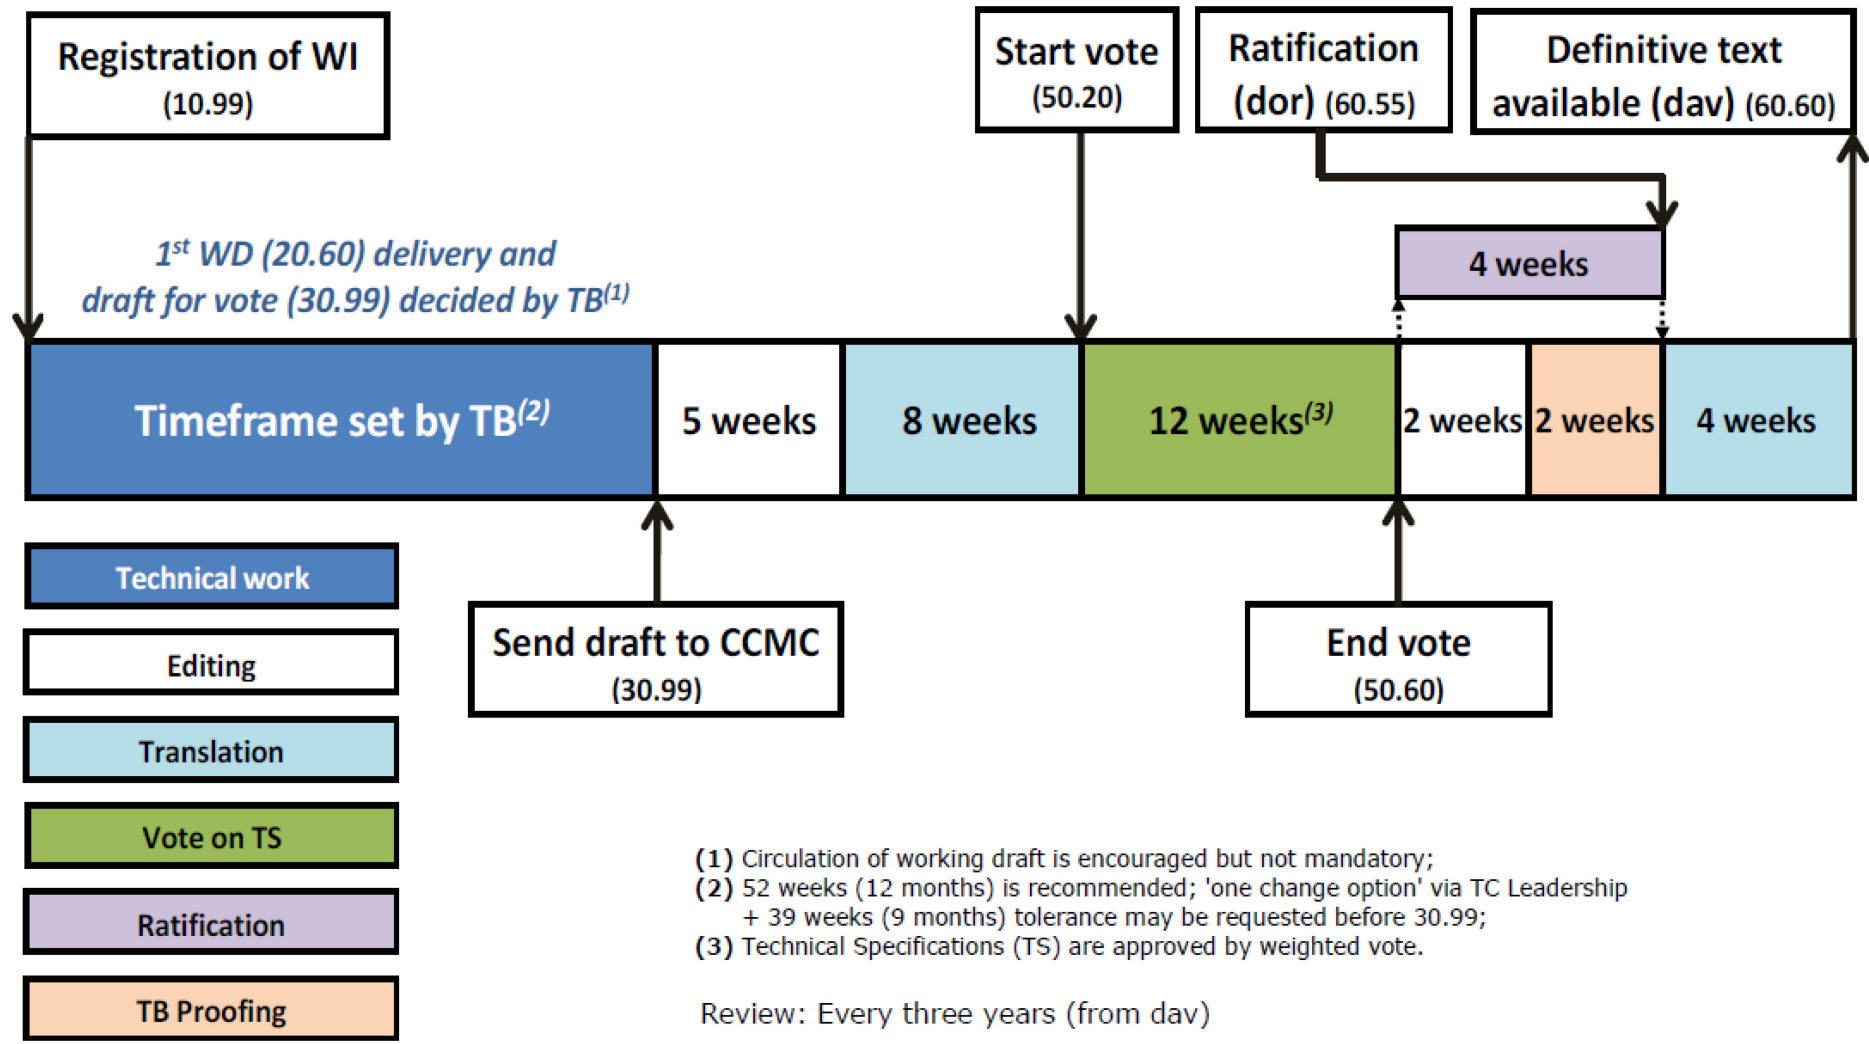 Registration of WI
(10.99)
Start vote
(50.20)
Ratification
(dor) (60.55)
Definitive text
available (dav) (60.60)
1st WD (20.60) delivery and
draft for vote (30.99) decided by TB(1)
4 weeks
Timeframe set by TB(2)
5 weeks
8 weeks
12 weeks(3)
2 weeks
2 weeks
4 weeks
Send draft to CCMC
(30.99)
End vote
(50.60)
Technical work
Editing
Translation
Vote on TS
Ratification
TB Proofing
(1) Circulation of working draft is encouraged but not mandatory;
(2) 52 weeks (12 months) is recommended; 'one change option' via TC Leadership
+ 39 weeks (9 months) tolerance may be requested before 30.99;
(3) Technical Specifications (TS) are approved by weighted vote.
Review: Every three years (from dav)